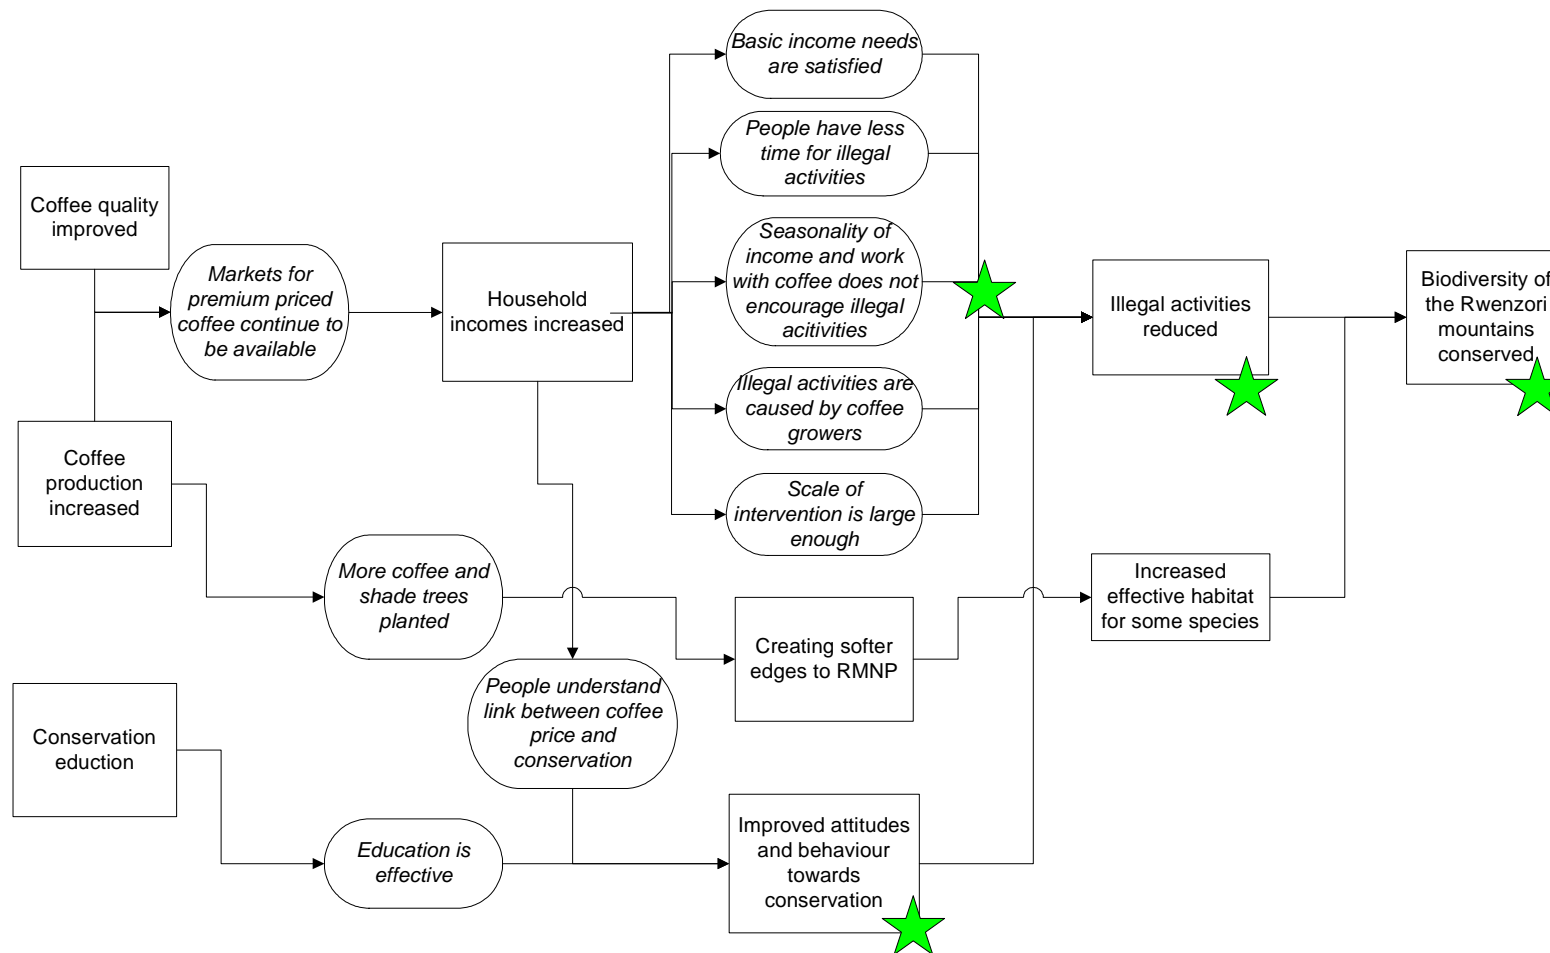 Basic income needs
are satisfied
People have less
time for illegal
activities
Coffee quality
improved
Seasonality of
income and work
with coffee does not
encourage illegal
acitivities
Markets for
premium priced
coffee continue to
be available
Household
incomes increased
Illegal activities
reduced
Biodiversity of
the Rwenzori
mountains
conserved
Illegal activities are
caused by coffee
growers
Coffee
production
increased
Scale of
intervention is large
enough
More coffee and
shade trees
planted
Increased
effective habitat
for some species
Creating softer
edges to RMNP
People understand
link between coffee
price and
conservation
Conservation
eduction
Education is
effective
Improved attitudes
and behaviour
towards
conservation